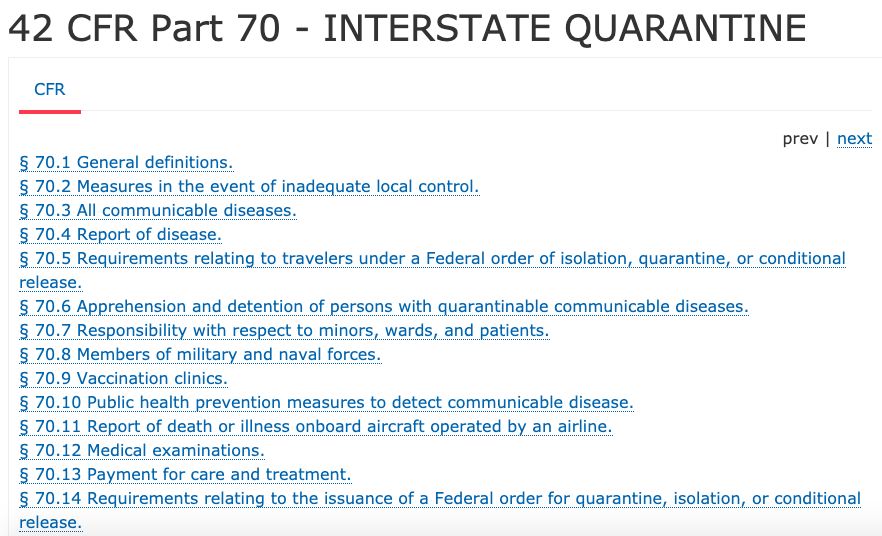 42 CFR Part 70 - INTERSTATE QUARANTINE
CFR
prev | next
§ 70.1 General definitions.
§ 70.2 Measures in the event of inadequate local control.
§ 70.3 All communicable diseases.
§ 70.4 Report of disease.
§ 70.5 Requirements relating to travelers under a Federal order of isolation, quarantine, or conditional
release.
§ 70.6 Apprehension and detention of persons with quarantinable communicable diseases.
§ 70.7 Responsibility with respect to minors, wards, and patients.
§ 70.8 Members of military and naval forces.
§ 70.9 Vaccination clinics.
§ 70.10 Public health prevention measures to detect communicable disease.
§ 70.11 Report of death or illness onboard aircraft operated by an airline.
§ 70.12 Medical examinations.
§ 70.13 Payment for care and treatment.
§ 70.14 Requirements relating to the issuance of a Federal order for quarantine, isolation, or conditional
release.